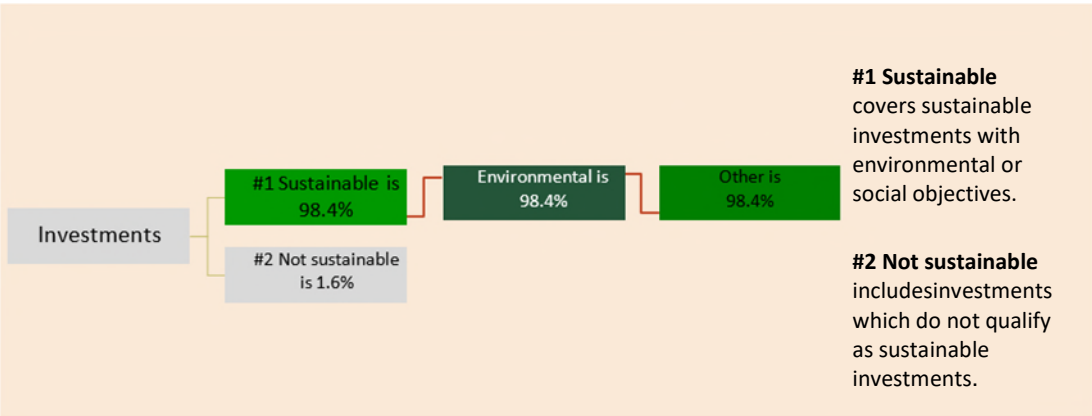 Investments
#1 Sustainable is
98.4%
#2 Not sustainable
is 1.6%
Environmental is
98.4%
Other is
98.4%
#1 Sustainable
covers sustainable
investments with
environmental or
social objectives.
#2 Not sustainable
includesinvestments
which do not qualify
as sustainable
investments.